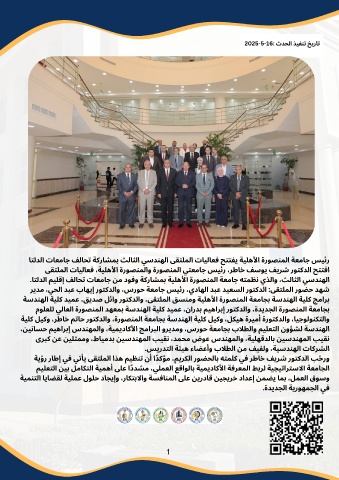 تاريخ تنفيذ الحدث :16-5-2025
رئيس جامعة المنصورة الأهلية يفتتح فعاليات الملتقى الهندسي الثالث بمشاركة تحالف جامعات الدلتا
افتتح الدكتور شريف يوسف خاطر، رئيس جامعتي المنصورة والمنصورة الأهلية، فعاليات الملتقى
الهندسي الثالث، والذي نظمته جامعة المنصورة الأهلية بمشاركة وفود من جامعات تحالف إقليم الدلتا.
شهد حضور الملتقى: الدكتور السعيد عبد الهادي، رئيس جامعة حورس، والدكتور إيهاب عبد الحي، مدير
برامج كلية الهندسة بجامعة المنصورة الأهلية ومنسق الملتقى، والدكتور وائل صديق، عميد كلية الهندسة
بجامعة المنصورة الجديدة، والدكتور إبراهيم بدران، عميد كلية الهندسة بمعهد المنصورة العالي للعلوم
والتكنولوجيا، والدكتورة أميرة هيكل، وكيل كلية الهندسة بجامعة المنصورة، والدكتور حاتم خاطر، وكيل كلية
الهندسة لشؤون التعليم والطلاب بجامعة حورس، ومديرو البرامج الأكاديمية، والمهندس إبراهيم حسانين،
نقيب المهندسين بالدقهلية، والمهندس عوض محمد، نقيب المهندسين بدمياط، وممثلين عن كبرى
الشركات الهندسية، ولفيف من الطلاب وأعضاء هيئة التدريس.
ورحّب الدكتور شريف خاطر في كلمته بالحضور الكريم، مؤكدًا أن تنظيم هذا الملتقى يأتي في إطار رؤية
الجامعة الاستراتيجية لربط المعرفة الأكاديمية بالواقع العملي، مشددًا على أهمية التكامل بين التعليم
وسوق العمل، بما يضمن إعداد خريجين قادرين على المنافسة والابتكار، وإيجاد حلول عملية لقضايا التنمية
في الجمهورية الجديدة.
1